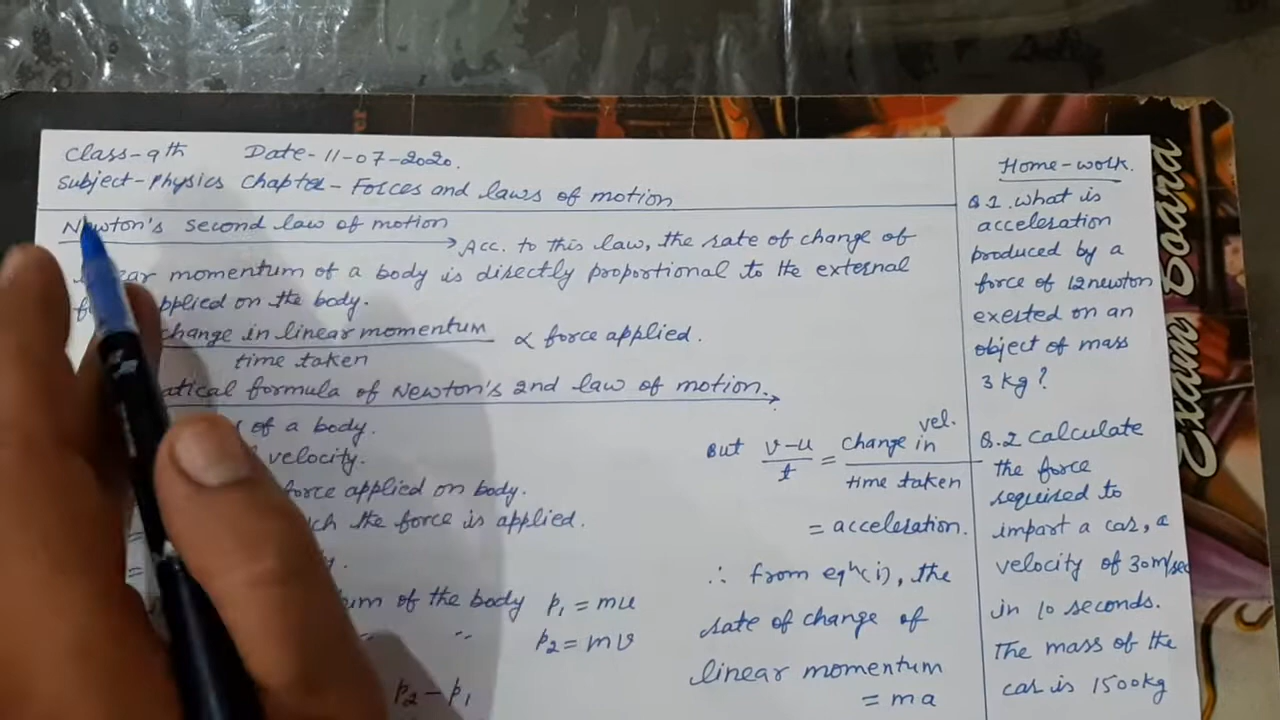 Class-9th Date-11-07-2020.
Subject-Physics Chapter-Forces and laws of motion
Newton's second law of motion
Acc. to this law, the rate of change of
momentum of a body is directly proportional to the external
applied on the body.
change in linear momentum
∝ force applied.
time taken
formula of Newton's 2nd law of motion.
of a body.
velocity.
force applied on body.
the force is applied.
of the body p₁ = mu
" p₂ = mv
p₂ - p₁
But v-u / t = change in vel. / time taken
= acceleration.
∴ from eqn(i), the
rate of change of
linear momentum
= ma
Home-work.
Q.1. what is
acceleration
produced by a
force of 12newton
exerted on an
object of mass
3 kg?
Q.2 calculate
the force
required to
impart a car, a
velocity of 30m/sec
in 10 seconds.
The mass of the
car is 1500kg
Exam Board